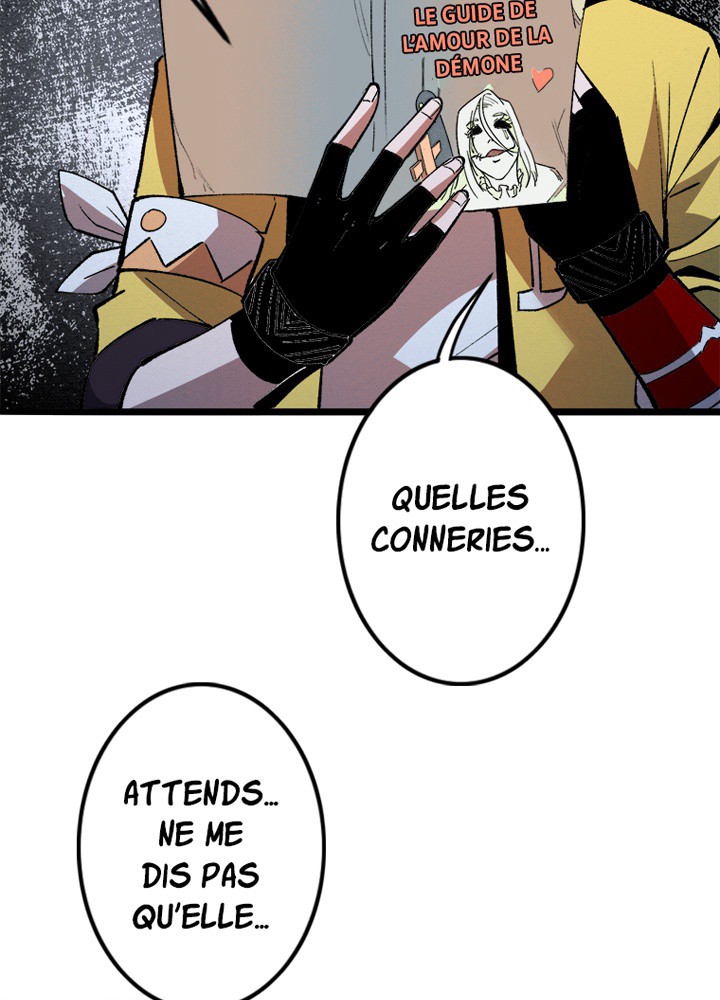 LE GUIDE DE
L'AMOUR DE LA
DÉMONE
QUELLES
CONNERIES...
ATTENDS...
NE ME
DIS PAS
QU'ELLE...